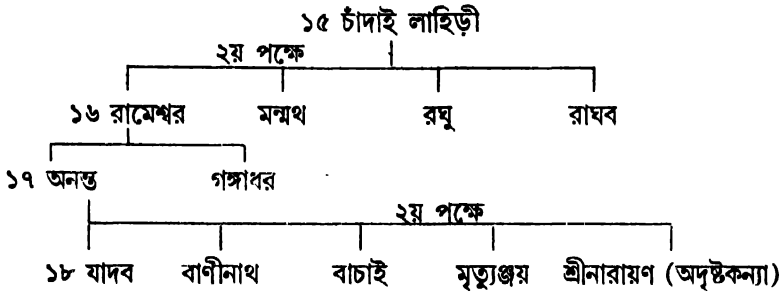 ১৫ চাঁদাই লাহিড়ী
২য় পক্ষে
১৬ রামেশ্বর মন্মথ রঘু রাঘব
১৭ অনন্ত গঙ্গাধর
২য় পক্ষে
১৮ যাদব বাণীনাথ বাচাই মৃত্যুঞ্জয় শ্রীনারায়ণ (অদৃষ্টকন্যা)